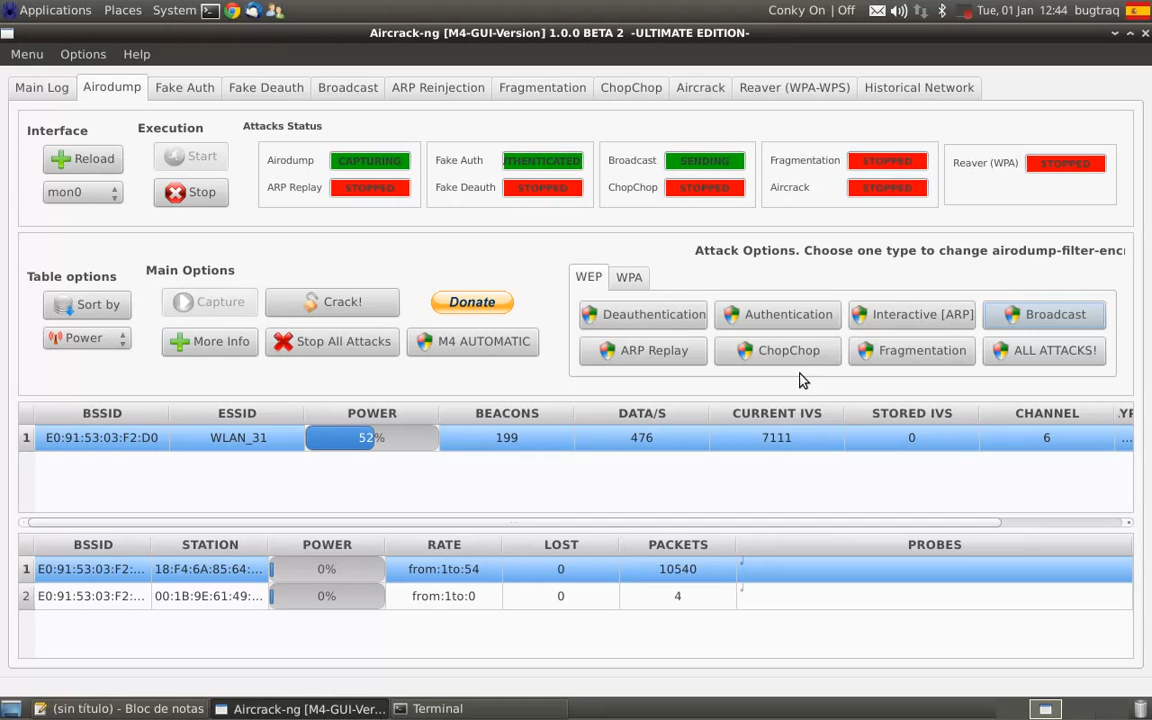 Applications Places System Conky On | Off Tue, 01 Jan 12:44 bugtraq
Aircrack-ng [M4-GUI-Version] 1.0.0 BETA 2 -ULTIMATE EDITION-
Menu Options Help
Main Log Airodump Fake Auth Fake Deauth Broadcast ARP Reinjection Fragmentation ChopChop Aircrack Reaver (WPA-WPS) Historical Network
Interface Execution Attacks Status
Reload Start Airodump CAPTURING Fake Auth JTHENTICATED Broadcast SENDING Fragmentation STOPPED Reaver (WPA) STOPPED
mon0 Stop ARP Replay STOPPED Fake Deauth STOPPED ChopChop STOPPED Aircrack STOPPED
Attack Options. Choose one type to change airodump-filter-encr
Table options Main Options WEP WPA
Sort by Capture Crack! Donate Deauthentication Authentication Interactive [ARP] Broadcast
Power More Info Stop All Attacks M4 AUTOMATIC ARP Replay ChopChop Fragmentation ALL ATTACKS!
BSSID ESSID POWER BEACONS DATA/S CURRENT IVS STORED IVS CHANNEL
1 E0:91:53:03:F2:D0 WLAN_31 52% 199 476 7111 0 6 ...
BSSID STATION POWER RATE LOST PACKETS PROBES
1 E0:91:53:03:F2:... 18:F4:6A:85:64:... 0% from:1to:54 0 10540
2 E0:91:53:03:F2:... 00:1B:9E:61:49:... 0% from:1to:0 0 4
(sin título) - Bloc de notas Aircrack-ng [M4-GUI-Ver... Terminal